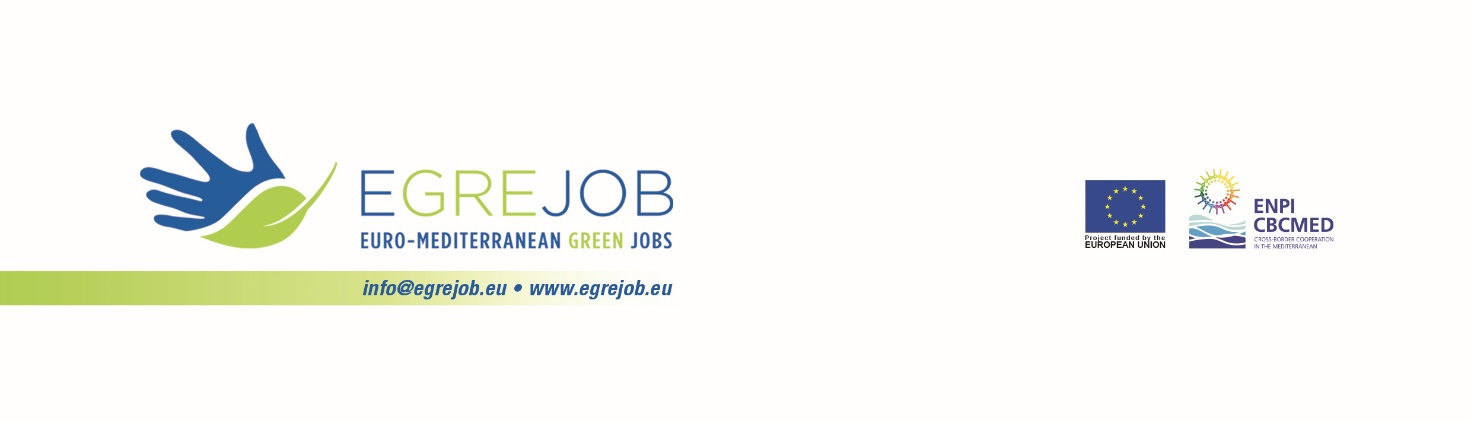 EGREJOB
EURO-MEDITERRANEAN GREEN JOBS
info@egrejob.eu • www.egrejob.eu
Project funded by the
EUROPEAN UNION
ENPI
CBCMED
CROSS-BORDER COOPERATION
IN THE MEDITERRANEAN